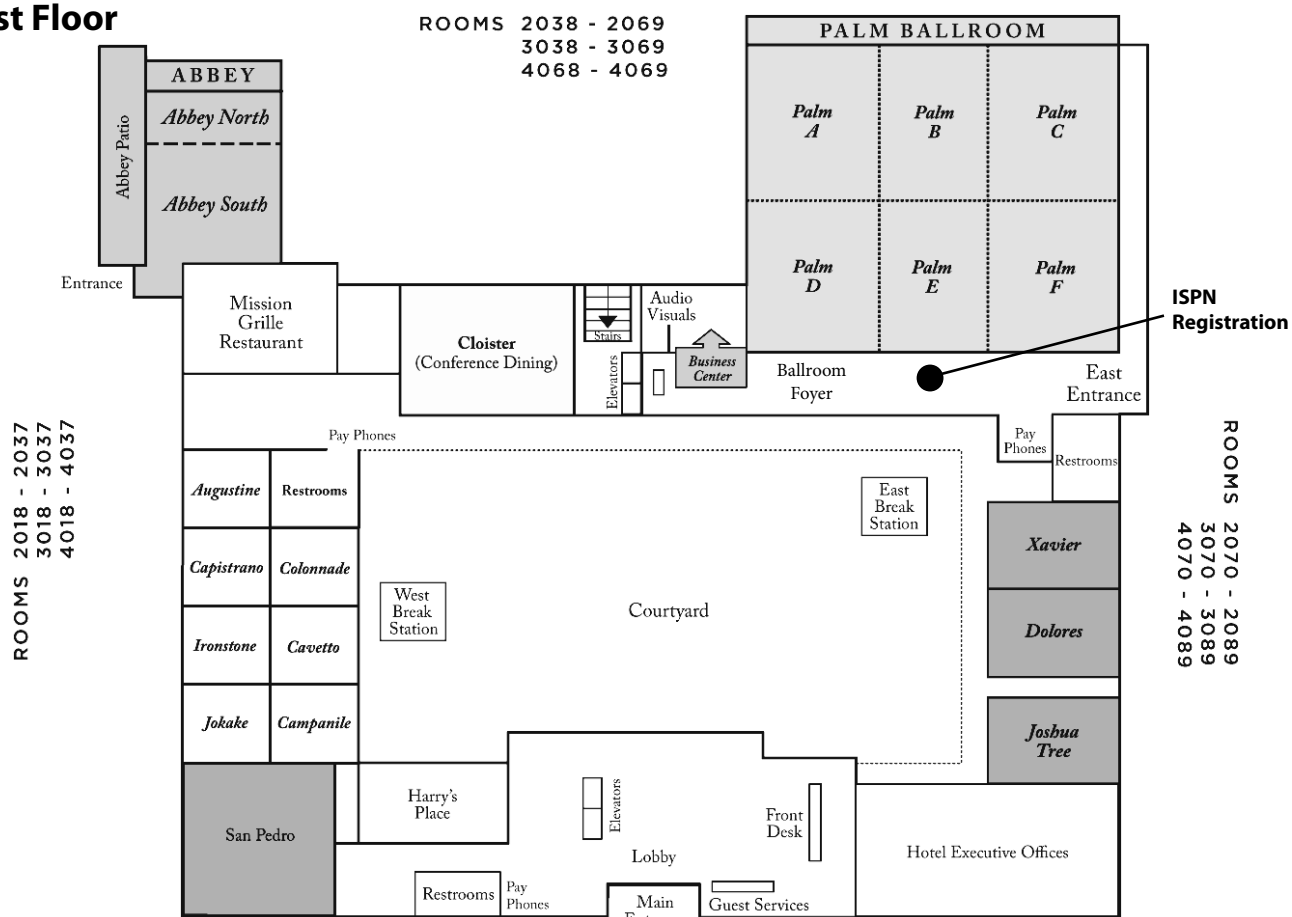 st Floor
ROOMS 2038 - 2069
3038 - 3069
4068 - 4069
PALM BALLROOM
ABBEY
Abbey North
Abbey Patio
Abbey South
Palm
A
Palm
B
Palm
C
Palm
D
Palm
E
Palm
F
Entrance
Mission
Grille
Restaurant
Cloister
(Conference Dining)
Stairs
Elevators
Audio
Visuals
Business
Center
Ballroom
Foyer
ISPN
Registration
East
Entrance
Pay Phones
Pay
Phones
Restrooms
ROOMS 2018 - 2037
3018 - 3037
4018 - 4037
Augustine
Restrooms
Capistrano
Colonnade
Ironstone
Cavetto
Jokake
Campanile
West
Break
Station
Courtyard
East
Break
Station
Xavier
Dolores
Joshua
Tree
ROOMS 2070 - 2089
3070 - 3089
4070 - 4089
San Pedro
Harry's
Place
Elevators
Front
Desk
Lobby
Hotel Executive Offices
Restrooms
Pay
Phones
Main
Guest Services